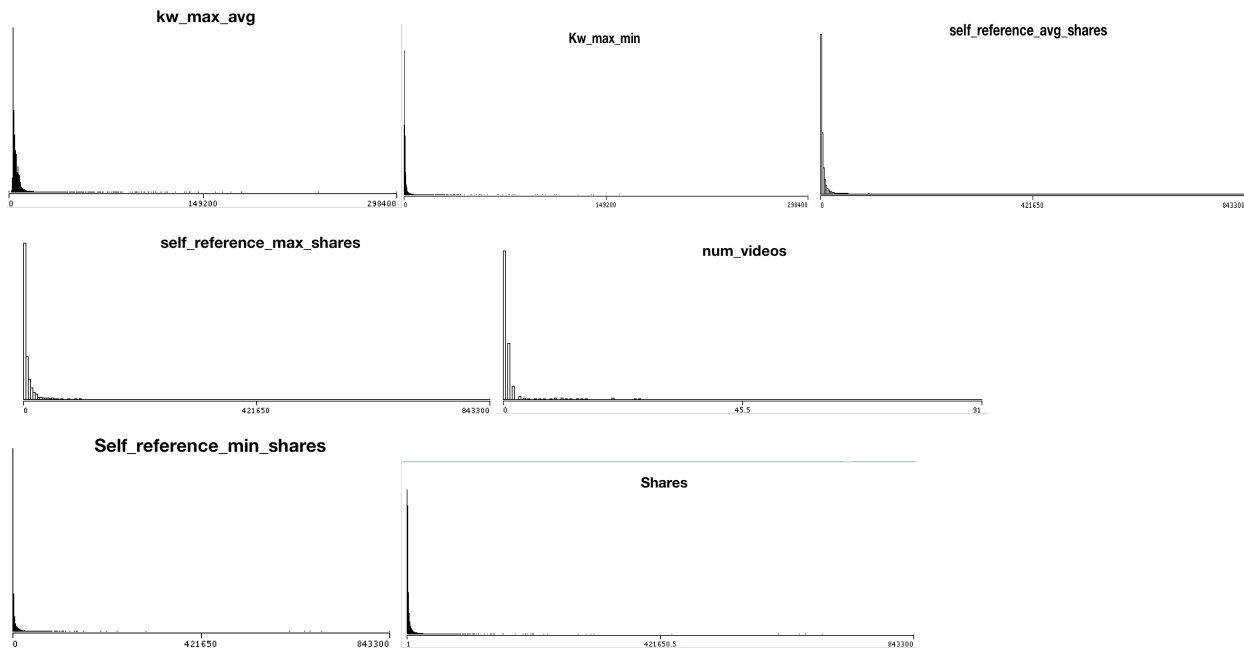 kw_max_avg
0 149200 298400
Kw_max_min
0 149200 298400
self_reference_avg_shares
0 421650 843300
self_reference_max_shares
0 421650 843300
num_videos
0 45.5 91
Self_reference_min_shares
0 421650 843300
Shares
1 421650.5 843300